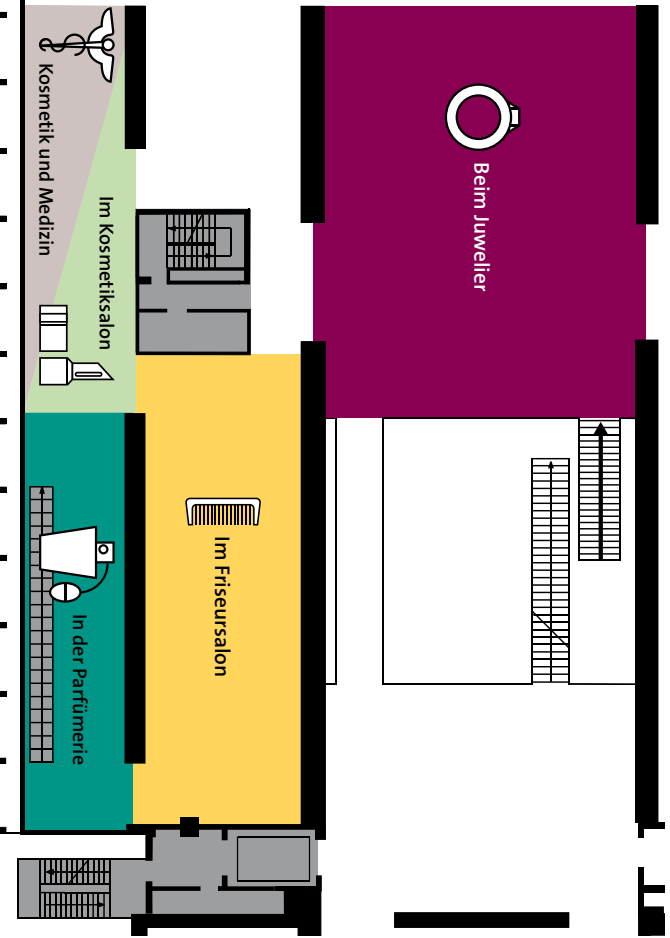 Kosmetik und Medizin
Im Kosmetiksalon
In der Parfümerie
Im Friseursalon
Beim Juwelier